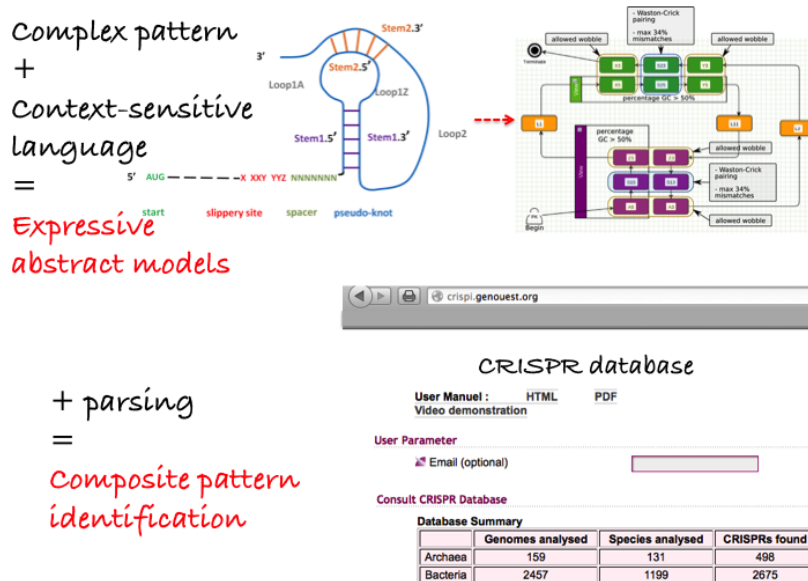 Complex pattern
+
Context-sensitive
language
=
Expressive
abstract models
3'
Stem2.3'
Stem2.5'
Loop1A
Loop1Z
Stem1.5'
Stem1.3'
Loop2
5' AUG X XXY YYZ NNNNNNN
start slippery site spacer pseudo-knot
- Waston-Crick
pairing
- max 34%
mismatches
allowed wobble
allowed wobble
Terminate
percentage GC > 50%
percentage
GC > 50%
View
allowed wobble
- Waston-Crick
pairing
- max 34%
mismatches
allowed wobble
Begin
crispi.genouest.org
CRISPR database
User Manuel : HTML PDF
Video demonstration
User Parameter
Email (optional)
Consult CRISPR Database
Database Summary
Genomes analysed Species analysed CRISPRs found
Archaea 159 131 498
Bacteria 2457 1199 2675
+ parsing
=
Composite pattern
identification